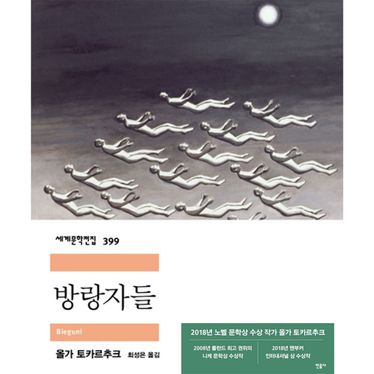 세계문학전집 399
방랑자들
Bieguni
올가 토카르추크 최성은 옮김
2018년 노벨 문학상 수상 작가 올가 토카르추크
2008년 폴란드 최고 권위의
니케 문학상 수상작
2018년 맨부커
인터내셔널 상 수상작
민음사